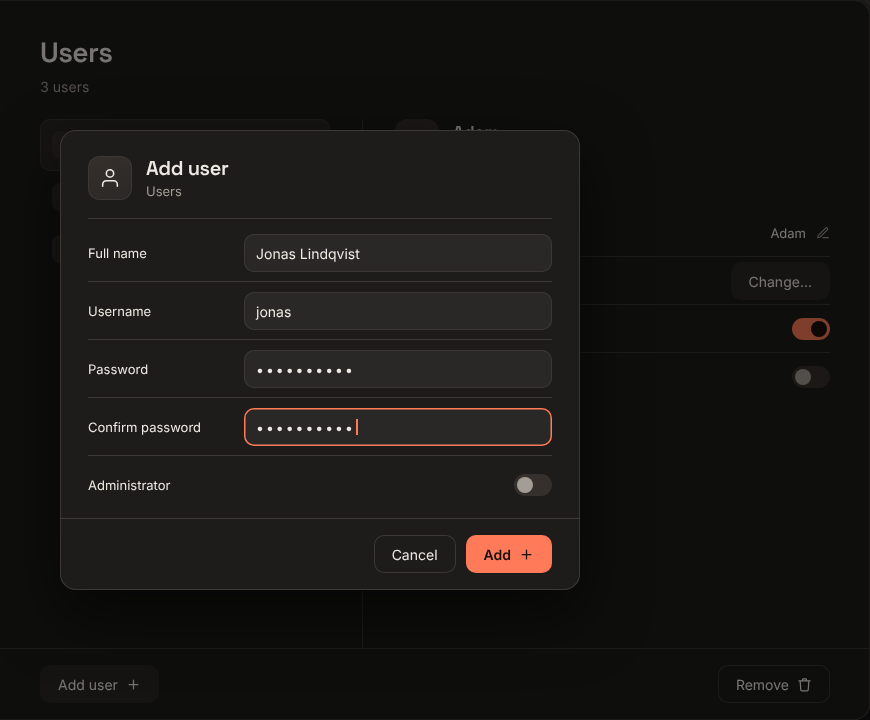 Users
3 users
Adam
Add user
Users
Full name
Jonas Lindqvist
Username
jonas
Password
••••••••••
Confirm password
••••••••••
Administrator
Cancel
Add +
Adam
Change...
Add user +
Remove